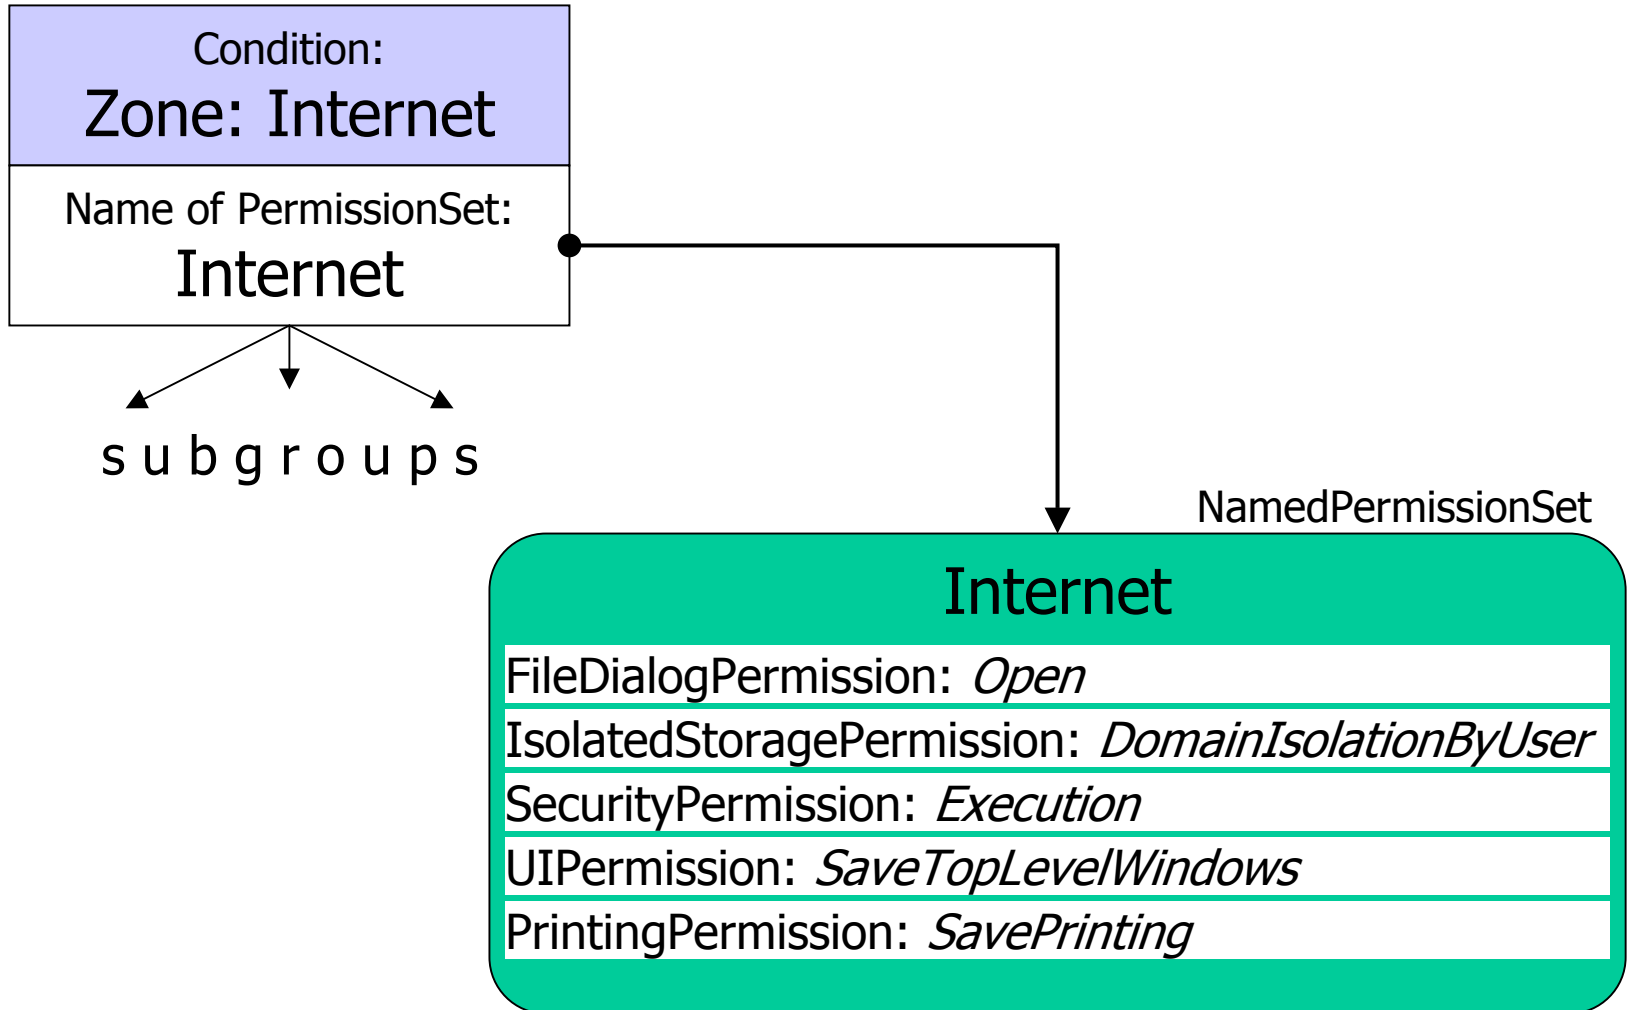 Condition:
Zone: Internet
Name of PermissionSet:
Internet
s u b g r o u p s
NamedPermissionSet
Internet
FileDialogPermission: Open
IsolatedStoragePermission: DomainIsolationByUser
SecurityPermission: Execution
UIPermission: SaveTopLevelWindows
PrintingPermission: SavePrinting